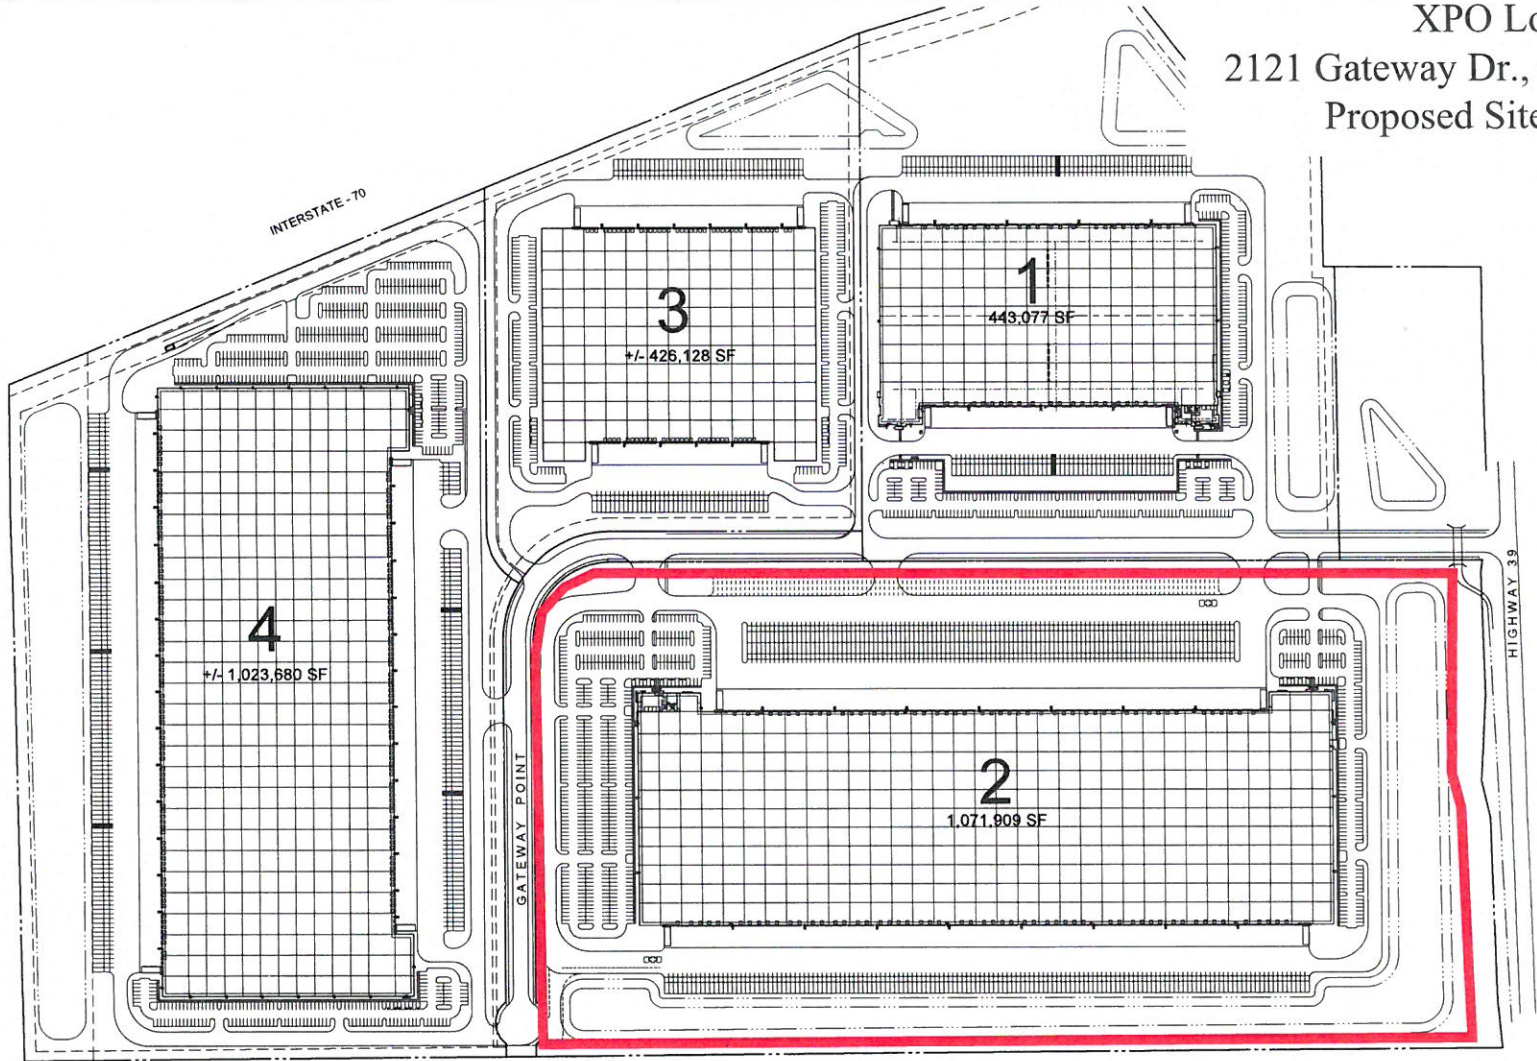 XPO Lo
2121 Gateway Dr.,
Proposed Site
INTERSTATE - 70
3
+/- 426,128 SF
1
443,077 SF
4
+/- 1,023,680 SF
HIGHWAY 39
GATEWAY POINT
2
1,071,909 SF